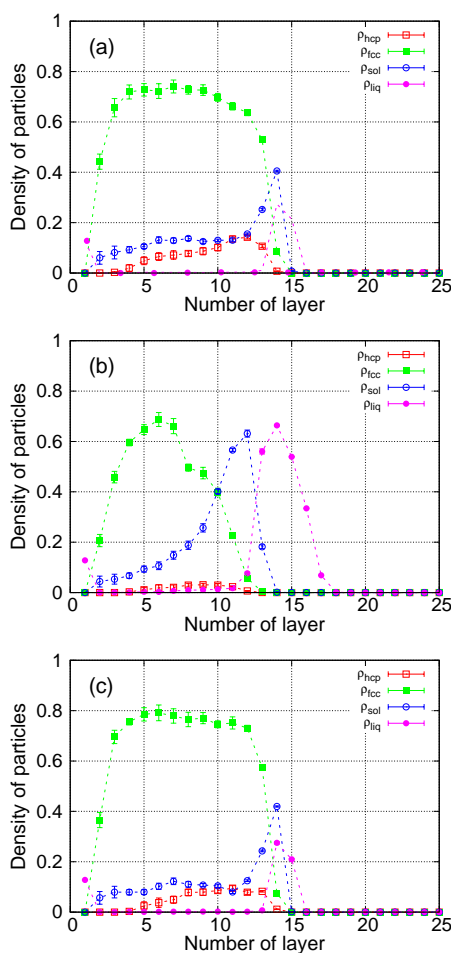 (a)
ρhcp
ρfcc
ρsol
ρliq
Density of particles
1
0.8
0.6
0.4
0.2
0
0 5 10 15 20 25
Number of layer
(b)
ρhcp
ρfcc
ρsol
ρliq
Density of particles
1
0.8
0.6
0.4
0.2
0
0 5 10 15 20 25
Number of layer
(c)
ρhcp
ρfcc
ρsol
ρliq
Density of particles
1
0.8
0.6
0.4
0.2
0
0 5 10 15 20 25
Number of layer